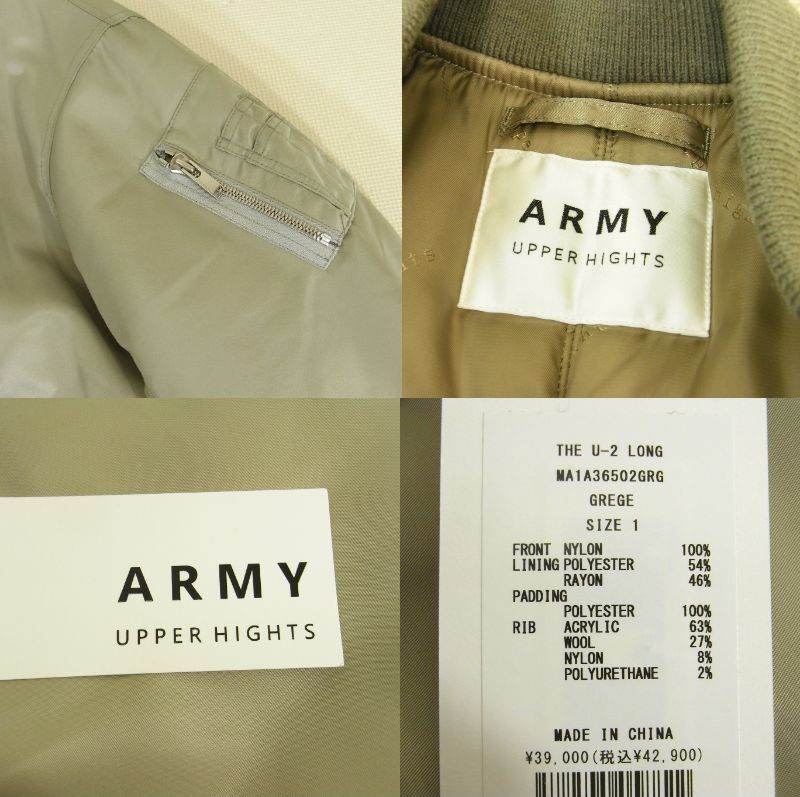 ARMY
UPPER HIGHTS
ARMY
UPPER HIGHTS
THE U-2 LONG
MA1A36502GRG
GREGE
SIZE 1
FRONT NYLON 100%
LINING POLYESTER 54%
RAYON 46%
PADDING
POLYESTER 100%
RIB ACRYLIC 63%
WOOL 27%
NYLON 8%
POLYURETHANE 2%
MADE IN CHINA
¥39,000(税込¥42,900)